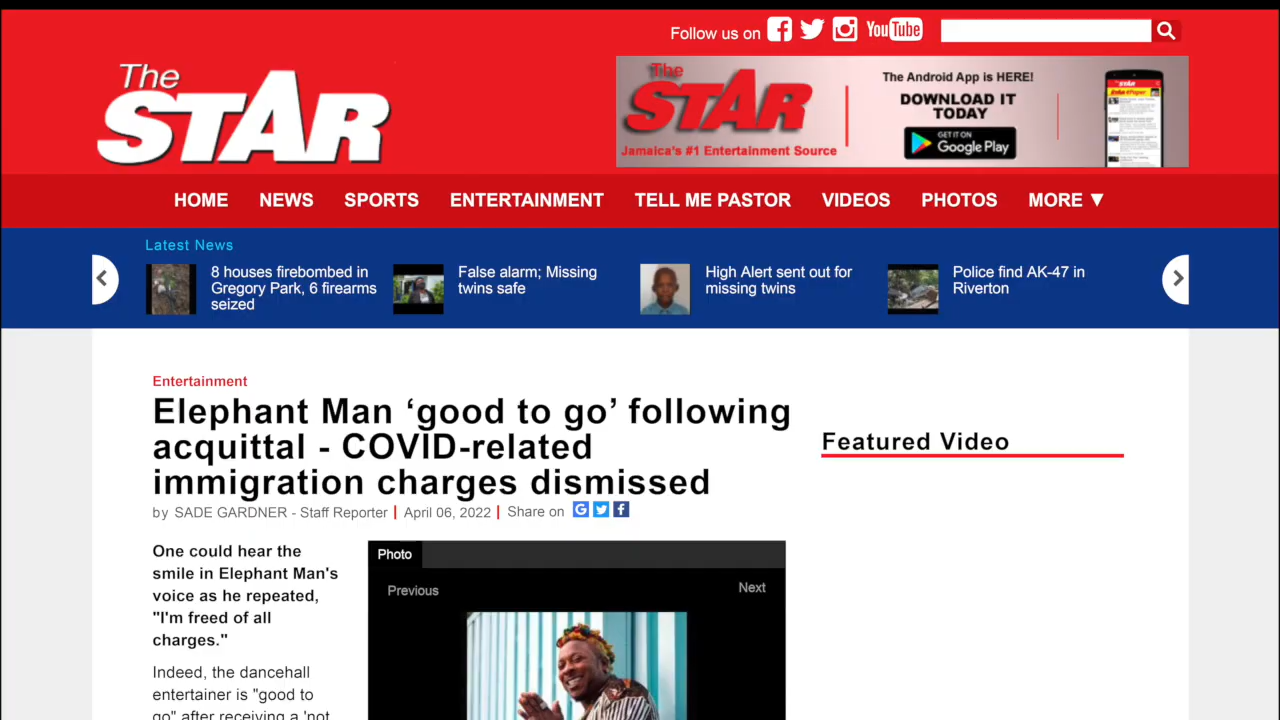 Follow us on
YouTube
The
STAR
The
STAR
Jamaica's #1 Entertainment Source
The Android App is HERE!
DOWNLOAD IT
TODAY
GET IT ON
Google Play
HOME NEWS SPORTS ENTERTAINMENT TELL ME PASTOR VIDEOS PHOTOS MORE ▼
Latest News
8 houses firebombed in
Gregory Park, 6 firearms
seized
False alarm; Missing
twins safe
High Alert sent out for
missing twins
Police find AK-47 in
Riverton
Entertainment
Elephant Man ‘good to go’ following
acquittal - COVID-related
immigration charges dismissed
by SADE GARDNER - Staff Reporter | April 06, 2022 | Share on
Featured Video
One could hear the
smile in Elephant Man's
voice as he repeated,
"I'm freed of all
charges."
Indeed, the dancehall
entertainer is "good to
go" after receiving a 'not
Photo
Previous
Next